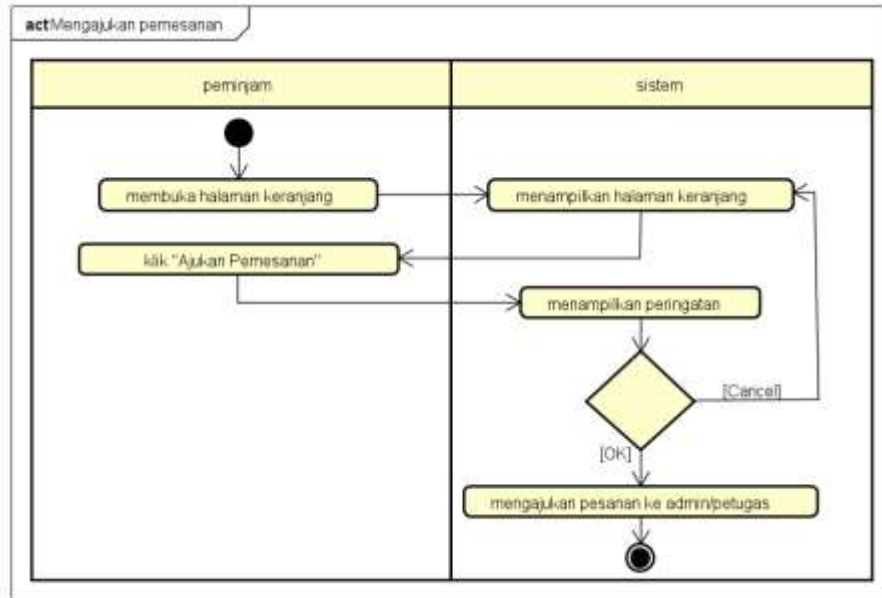 act Mengajukan pemesanan
peminjam
sistem
membuka halaman keranjang
menampilkan halaman keranjang
klik "Ajukan Pemesanan"
menampilkan peringatan
[Cancel]
[OK]
mengajukan pesanan ke admin/petugas